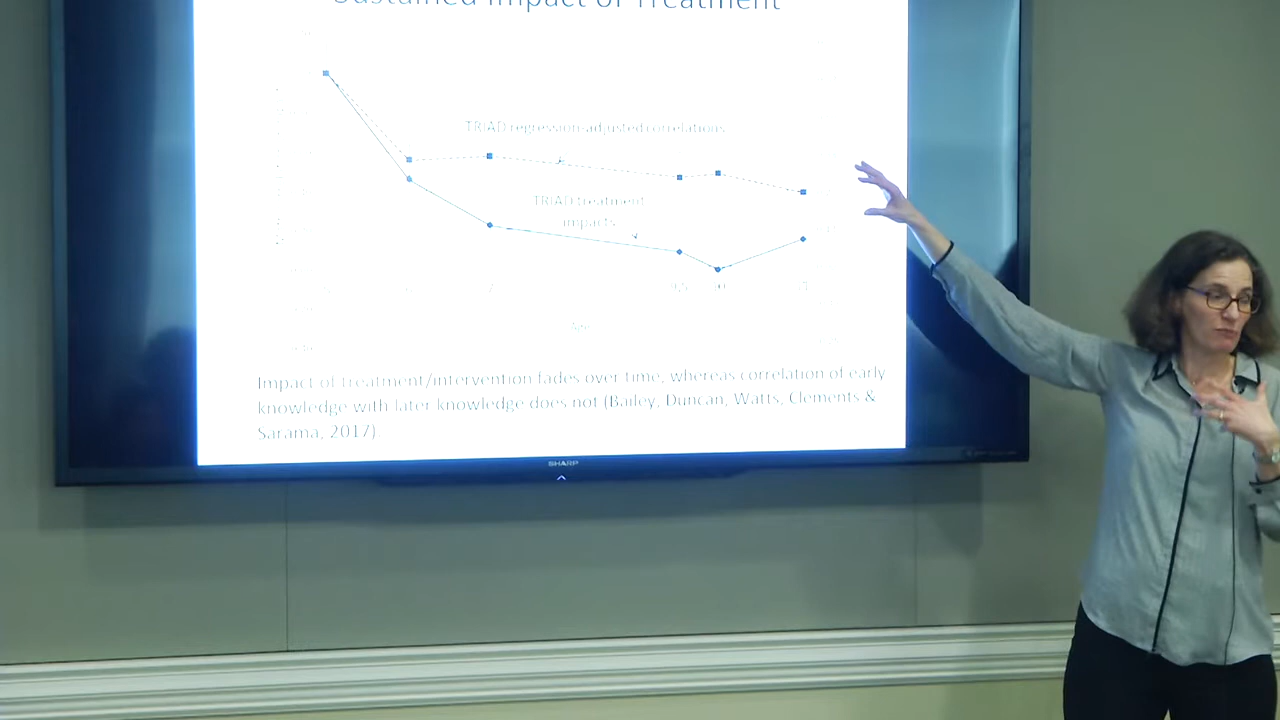 Sustained Impact of Treatment
TRIAD regression-adjusted correlations
TRIAD treatment
impacts
Age
Impact of treatment/intervention fades over time, whereas correlation of early
knowledge with later knowledge does not (Bailey, Duncan, Watts, Clements &
Sarama, 2017).
SHARP